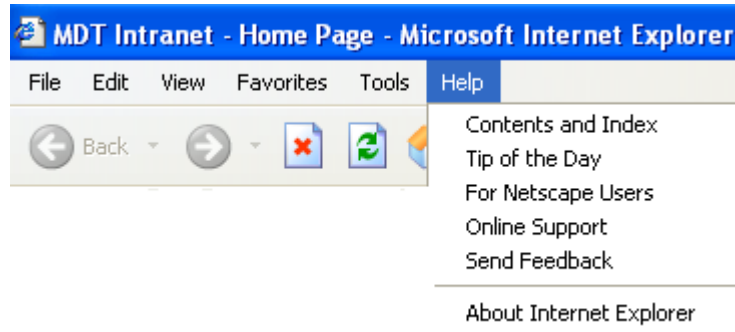 MDT Intranet - Home Page - Microsoft Internet Explorer
File Edit View Favorites Tools Help
Back
Contents and Index
Tip of the Day
For Netscape Users
Online Support
Send Feedback
About Internet Explorer